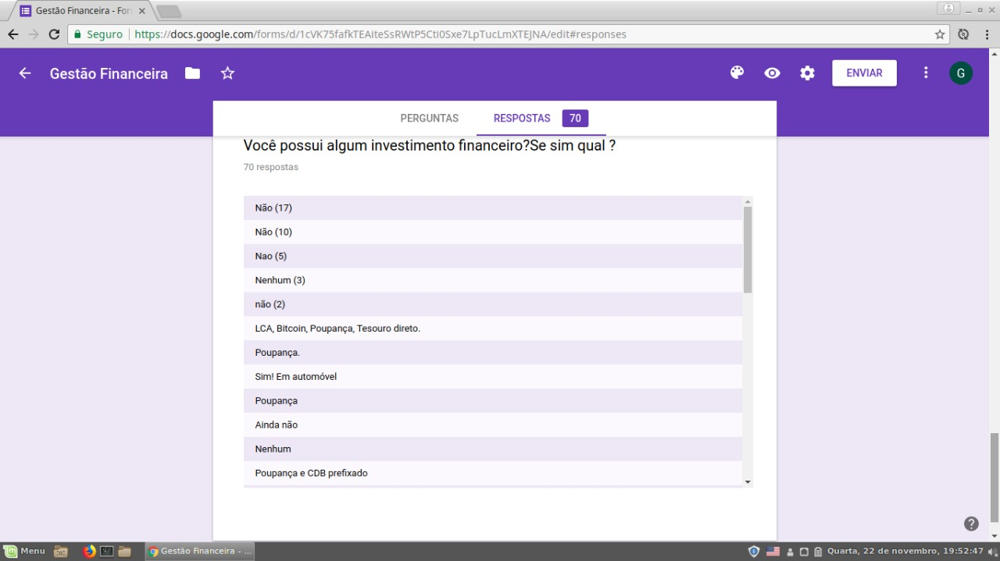 Gestão Financeira - For
Seguro
https://docs.google.com/forms/d/1cVK75fafkTEAiteSsRWtP5Cti0Sxe7LpTucLmXTEJNA/edit#responses
Gestão Financeira
ENVIAR
G
PERGUNTAS
RESPOSTAS
70
Você possui algum investimento financeiro?Se sim qual ?
70 respostas
Não (17)
Não (10)
Nao (5)
Nenhum (3)
não (2)
LCA, Bitcoin, Poupança, Tesouro direto.
Poupança.
Sim! Em automóvel
Poupança
Ainda não
Nenhum
Poupança e CDB prefixado
Menu
Gestão Financeira - ...
Quarta, 22 de novembro, 19:52:47